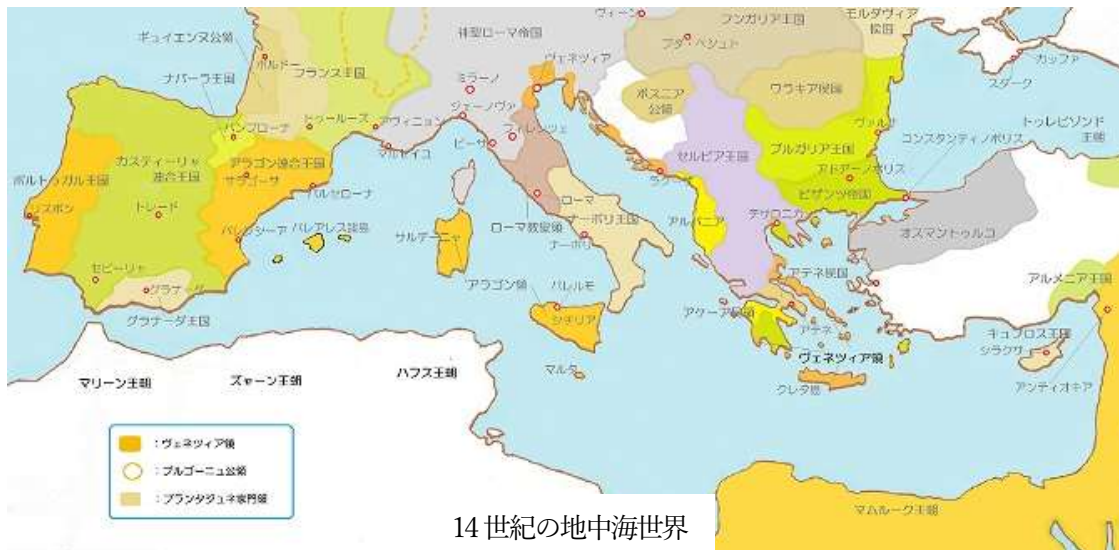 ヴィーン
フンガリア王国
モルダヴィア
侯国
ギュイエンヌ公領
神聖ローマ帝国
ブダ・ペシュト
ボルドー
フランス王国
ヴェネツィア
カッファ
ナバーラ王国
ミラーノ
スダーク
ボスニア
公領
ワラキア侯国
ジェーノヴァ
トゥールーズ
アヴィニョン
フィレンツェ
パンプローナ
ヴァルナ
コンスタンティノポリス
トゥレビゾンド
王朝
マルセイユ
ピーサ
カスティーリャ
連合王国
アラゴン連合王国
サラゴーサ
セルビア王国
ブルガリア王国
アドアーノポリス
ポルトゥガル王国
ラグーザ
バルセローナ
ビザンツ帝国
リスボン
トレード
ローマ
ナーポリ王国
アルバニア
テサロニカ
バレンシーア
バレアレス諸島
ローマ教皇領
サルデーニャ
ナーポリ
オスマントゥルコ
セビーリャ
アテネ侯国
アルメニア王国
アラゴン領
パレルモ
グラナーダ
アケーア侯領
シチリア
グラナーダ王国
アテネ
キュプロス王国
シラクサ
ヴェネツィア領
マルタ
マリーン王朝
ズャーン王朝
ハフス王朝
クレタ島
アンティオキア
：ヴェネツィア領
：ブルゴーニュ公領
：プランタジュネ家門領
マムルーク王朝
14世紀の地中海世界